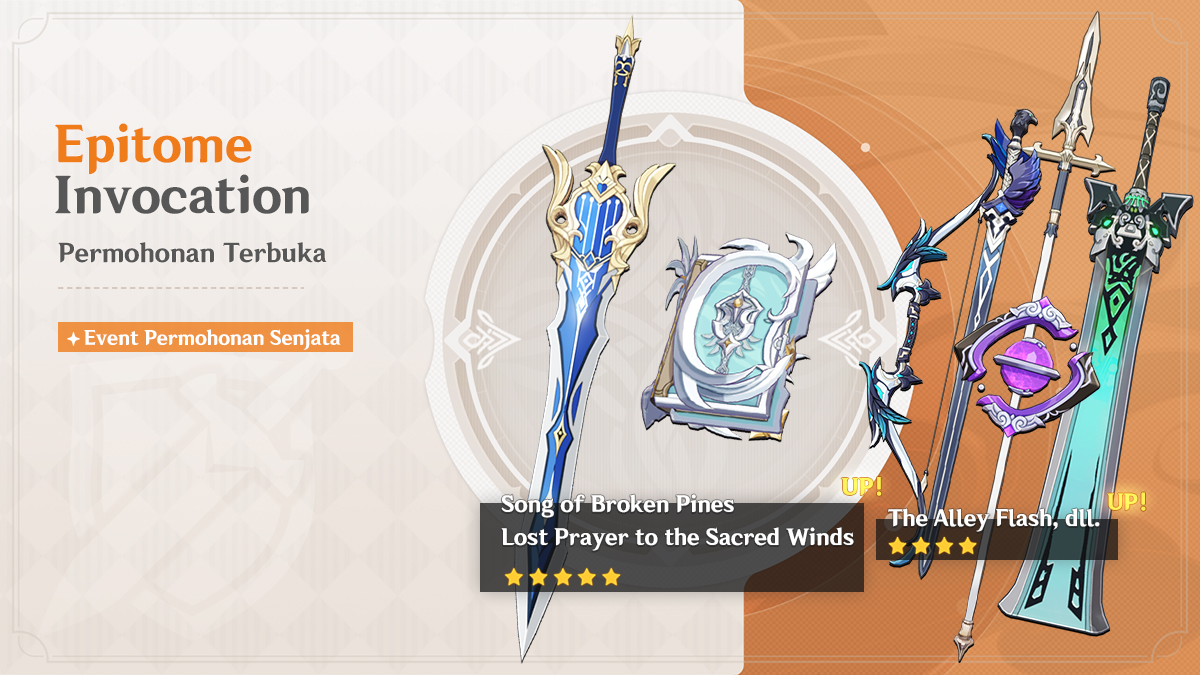 Epitome
Invocation
Permohonan Terbuka
Event Permohonan Senjata
UP!
Song of Broken Pines
Lost Prayer to the Sacred Winds
UP!
The Alley Flash, dll.